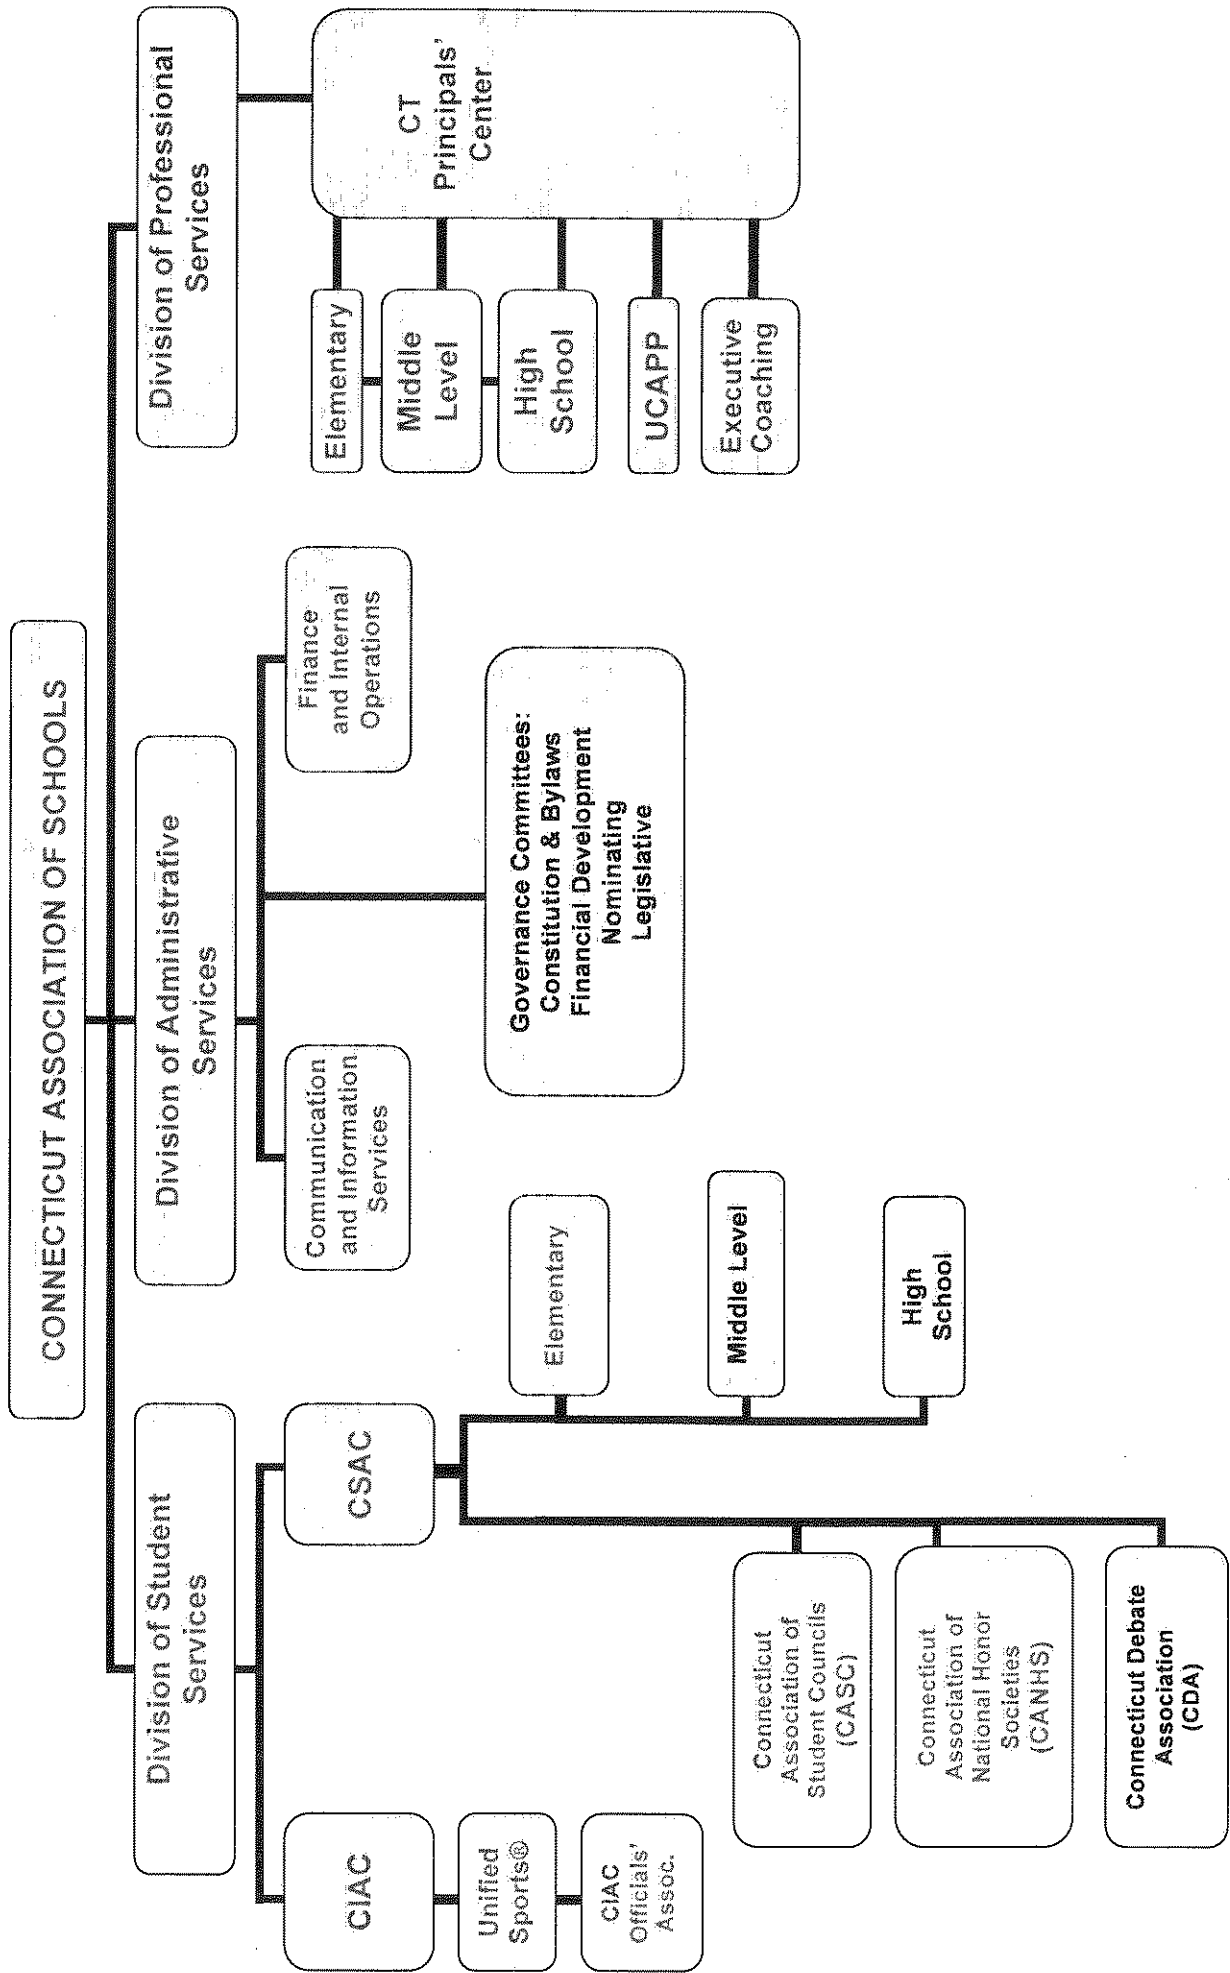 CONNECTICUT ASSOCIATION OF SCHOOLS
Division of Student
Services
Division of Administrative
Services
Division of Professional
Services
CIAC
Unified
Sports®
CIAC
Officials'
Assoc.
CSAC
Connecticut
Association of
Student Councils
(CASC)
Connecticut
Association of
National Honor
Societies
(CANHS)
Connecticut Debate
Association
(CDA)
Elementary
Middle Level
High
School
Communication
and Information
Services
Finance
and Internal
Operations
Governance Committees:
Constitution & Bylaws
Financial Development
Nominating
Legislative
CT
Principals'
Center
Elementary
Middle
Level
High
School
UCAPP
Executive
Coaching